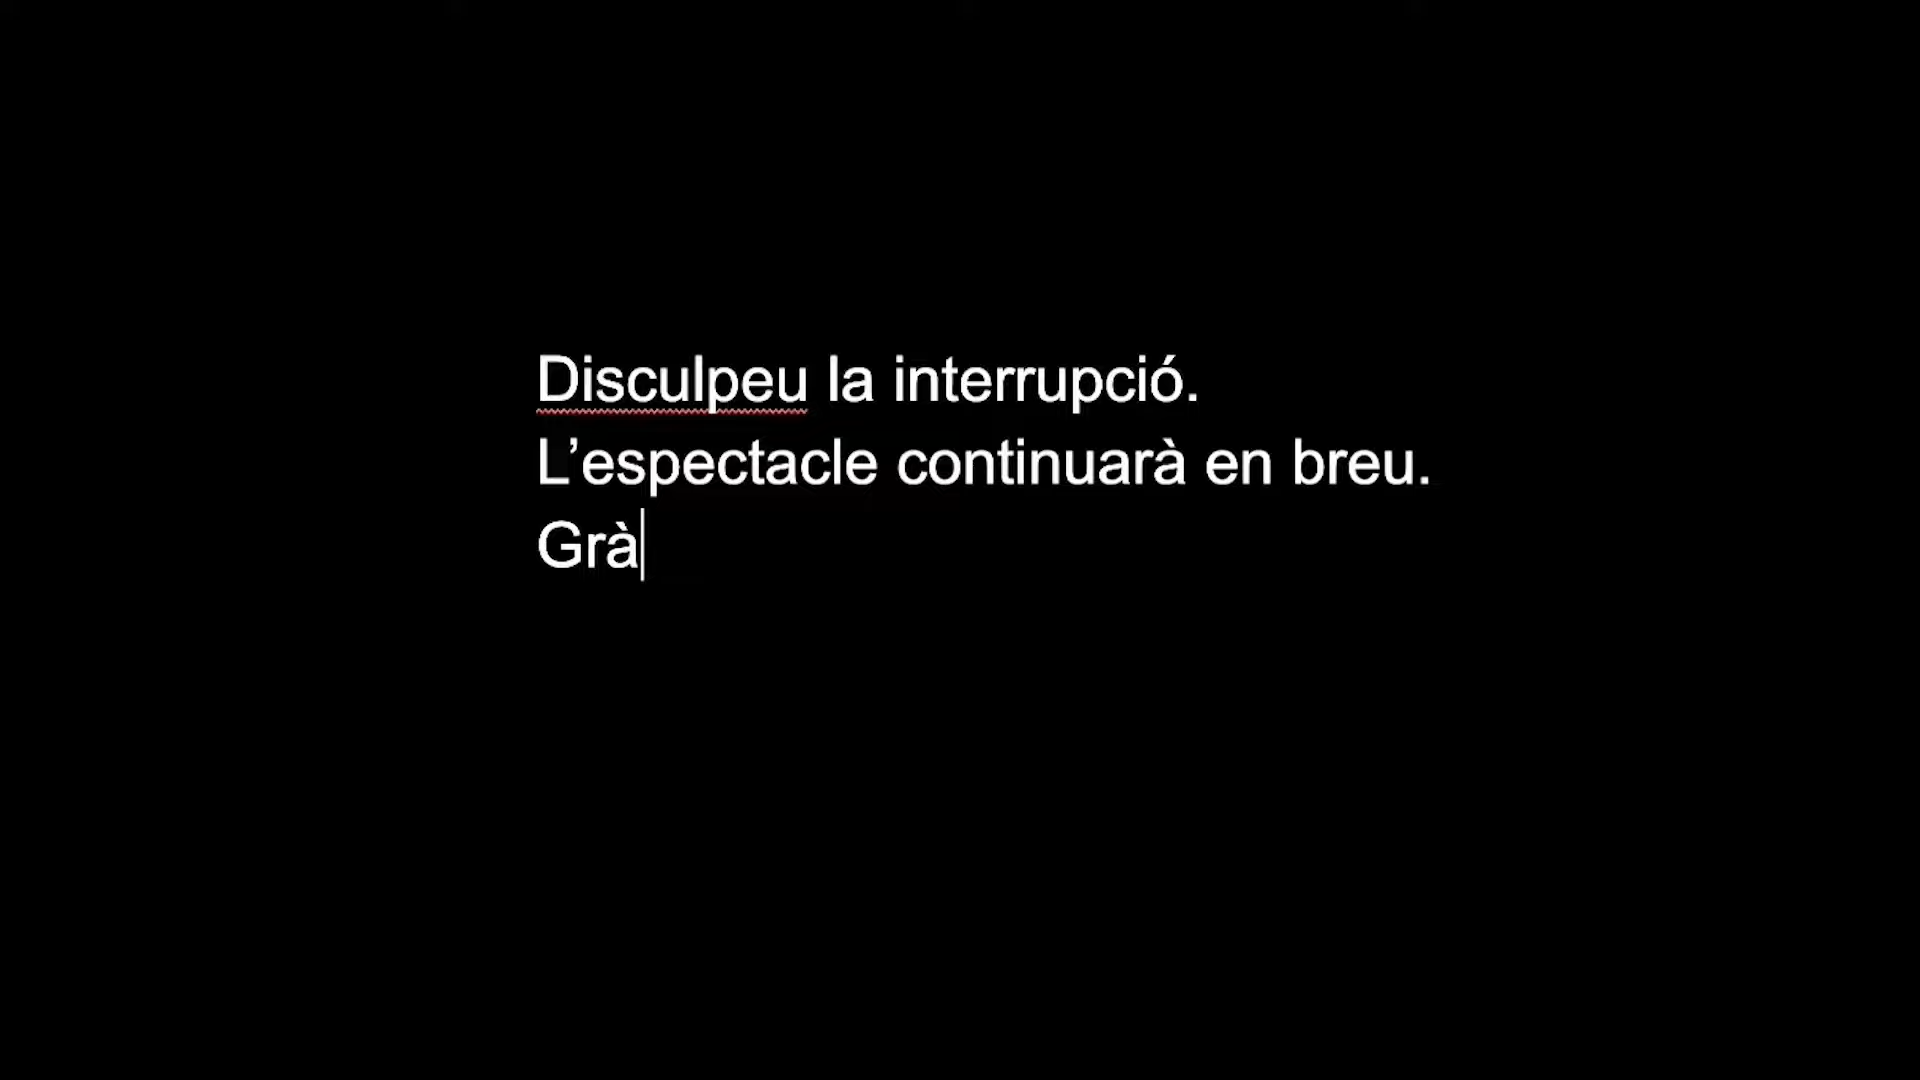 Disculpeu la interrupció.
L’espectacle continuarà en breu.
Grà